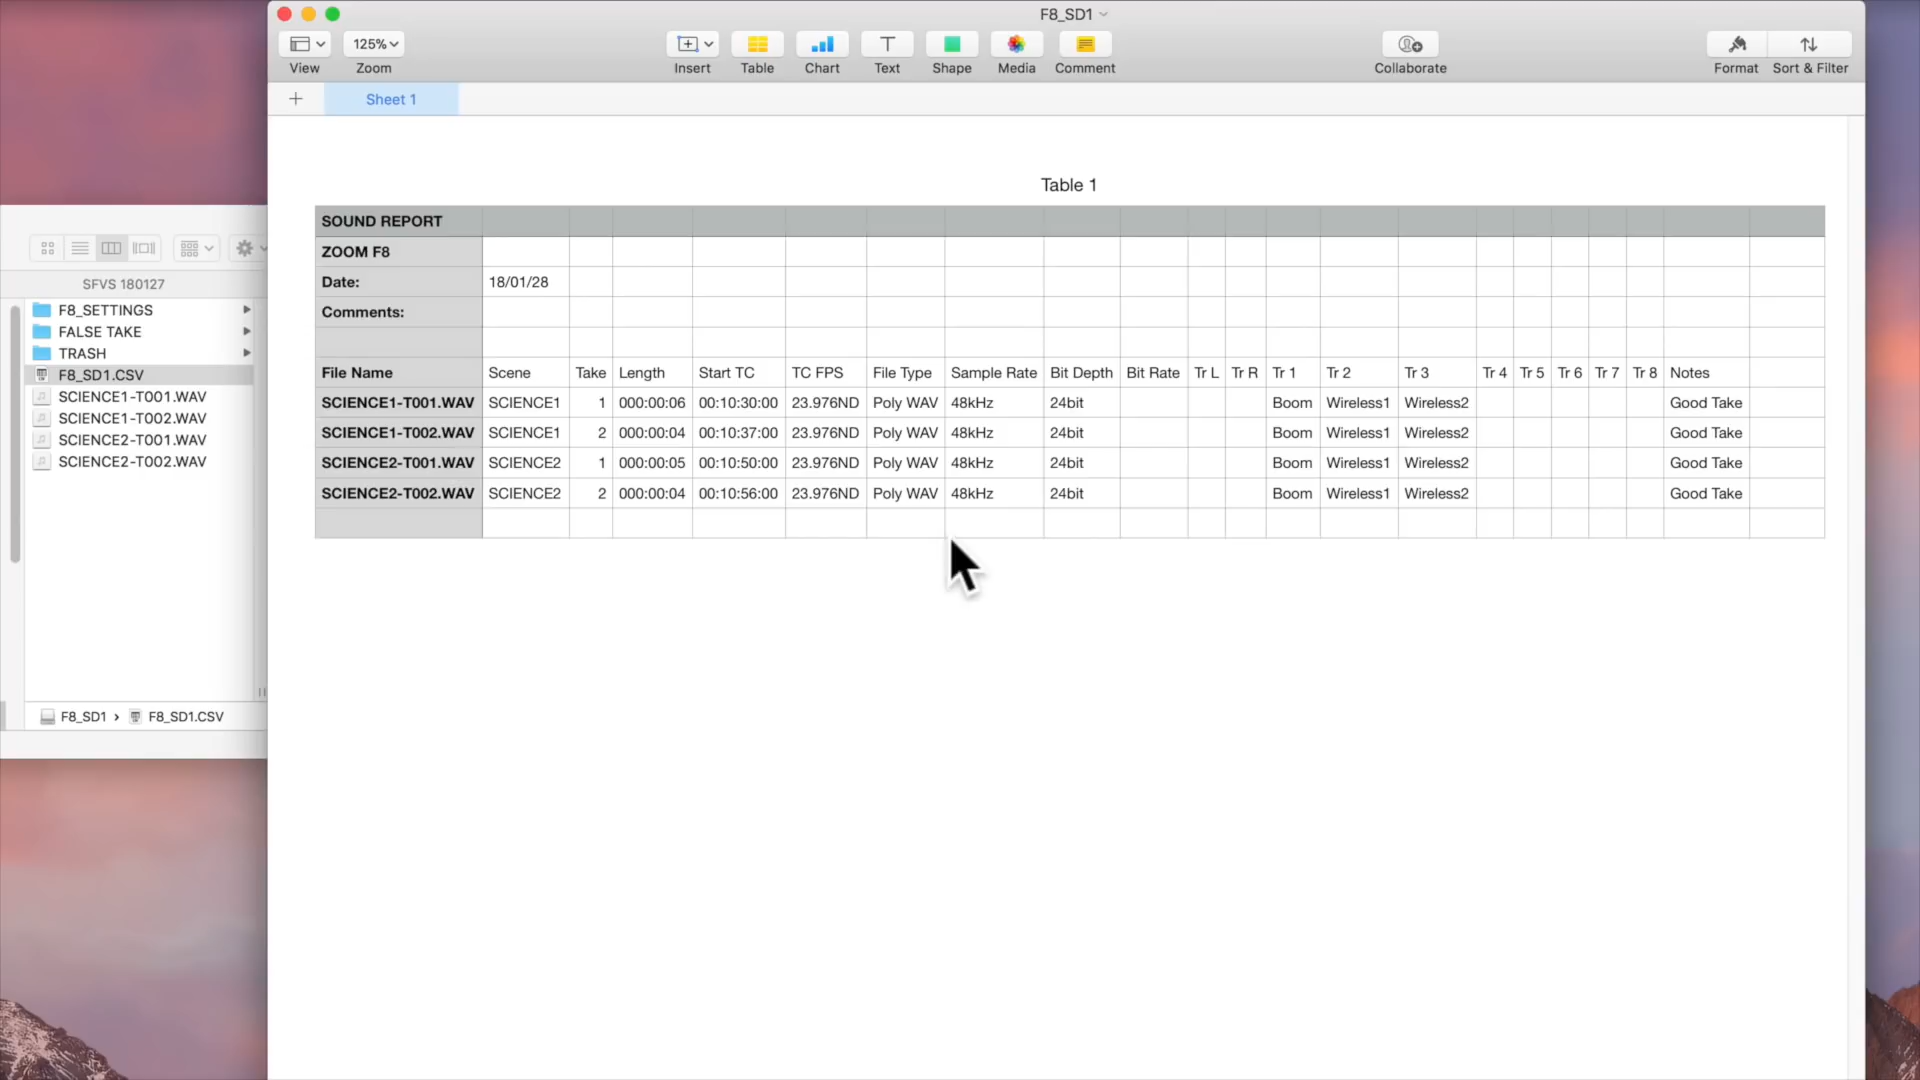 F8_SD1
125%
View Zoom Insert Table Chart Text Shape Media Comment Collaborate Format Sort & Filter
Sheet 1
Table 1
SOUND REPORT
ZOOM F8
Date: 18/01/28
Comments:
File Name Scene Take Length Start TC TC FPS File Type Sample Rate Bit Depth Bit Rate Tr L Tr R Tr 1 Tr 2 Tr 3 Tr 4 Tr 5 Tr 6 Tr 7 Tr 8 Notes
SCIENCE1-T001.WAV SCIENCE1 1 000:00:06 00:10:30:00 23.976ND Poly WAV 48kHz 24bit Boom Wireless1 Wireless2 Good Take
SCIENCE1-T002.WAV SCIENCE1 2 000:00:04 00:10:37:00 23.976ND Poly WAV 48kHz 24bit Boom Wireless1 Wireless2 Good Take
SCIENCE2-T001.WAV SCIENCE2 1 000:00:05 00:10:50:00 23.976ND Poly WAV 48kHz 24bit Boom Wireless1 Wireless2 Good Take
SCIENCE2-T002.WAV SCIENCE2 2 000:00:04 00:10:56:00 23.976ND Poly WAV 48kHz 24bit Boom Wireless1 Wireless2 Good Take
SFVS 180127
F8_SETTINGS
FALSE TAKE
TRASH
F8_SD1.CSV
SCIENCE1-T001.WAV
SCIENCE1-T002.WAV
SCIENCE2-T001.WAV
SCIENCE2-T002.WAV
F8_SD1 › F8_SD1.CSV